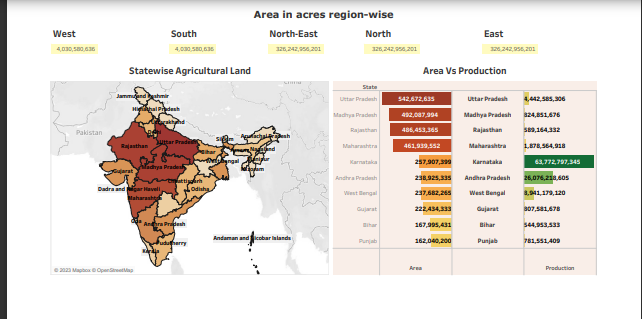 Area in acres region-wise
West South North-East North East
4,030,580,636 4,030,580,636 326,242,956,201 326,242,956,201 326,242,956,201
Statewise Agricultural Land
China
Jammu and Kashmir
Himachal Pradesh
Uttarakhand
Delhi
Pakistan
Rajasthan
Uttar Pradesh
Sikkim
Arunachal Pradesh
Bihar
Nagaland
Manipur
Mizoram
West Bengal
Gujarat
Madhya Pradesh
Chhattisgarh
Dadra and Nagar Haveli
Odisha
Maharashtra
Goa
Andhra Pradesh
Andaman and Nicobar Islands
Puducherry
Kerala
© 2023 Mapbox © OpenStreetMap
Area Vs Production
State
Uttar Pradesh 542,672,635 Uttar Pradesh 4,442,585,306
Madhya Pradesh 492,087,994 Madhya Pradesh 824,851,676
Rajasthan 486,453,365 Rajasthan 589,164,332
Maharashtra 461,939,552 Maharashtra 1,878,564,918
Karnataka 257,907,399 Karnataka 63,772,797,345
Andhra Pradesh 238,925,335 Andhra Pradesh 26,076,218,605
West Bengal 237,682,265 West Bengal 8,941,179,120
Gujarat 222,434,333 Gujarat 807,581,678
Bihar 167,995,431 Bihar 544,953,533
Punjab 162,040,200 Punjab 781,551,409
Area Production